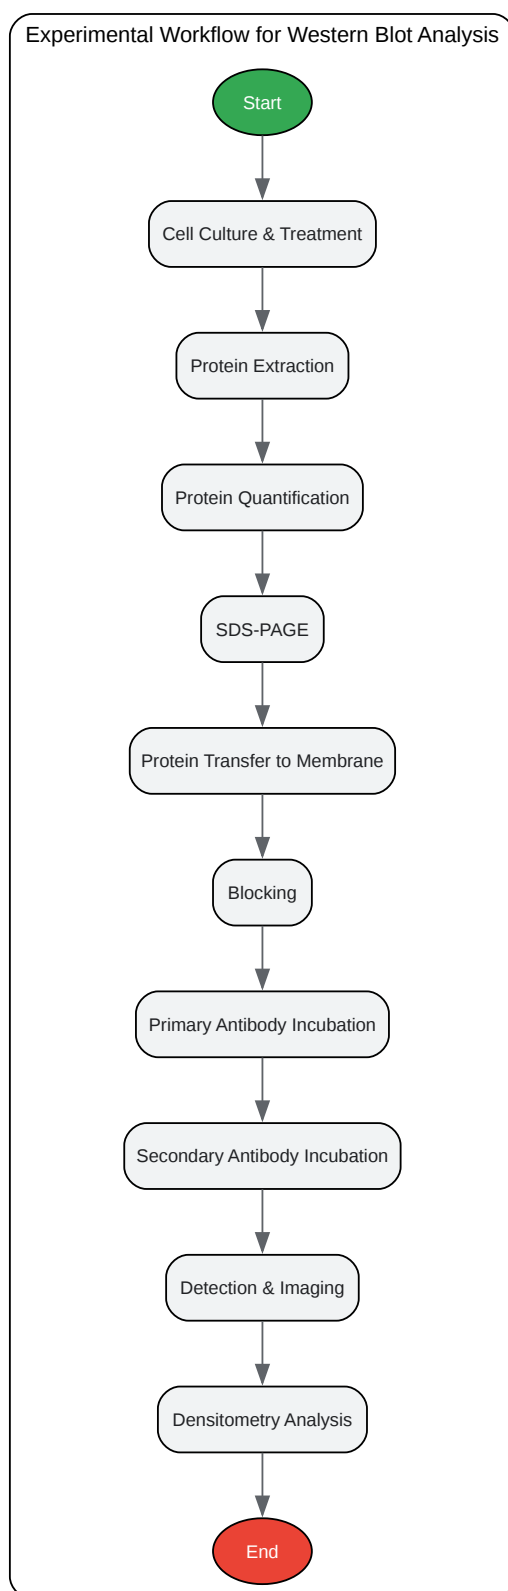 Experimental Workflow for Western Blot Analysis
Start
Cell Culture & Treatment
Protein Extraction
Protein Quantification
SDS-PAGE
Protein Transfer to Membrane
Blocking
Primary Antibody Incubation
Secondary Antibody Incubation
Detection & Imaging
Densitometry Analysis
End